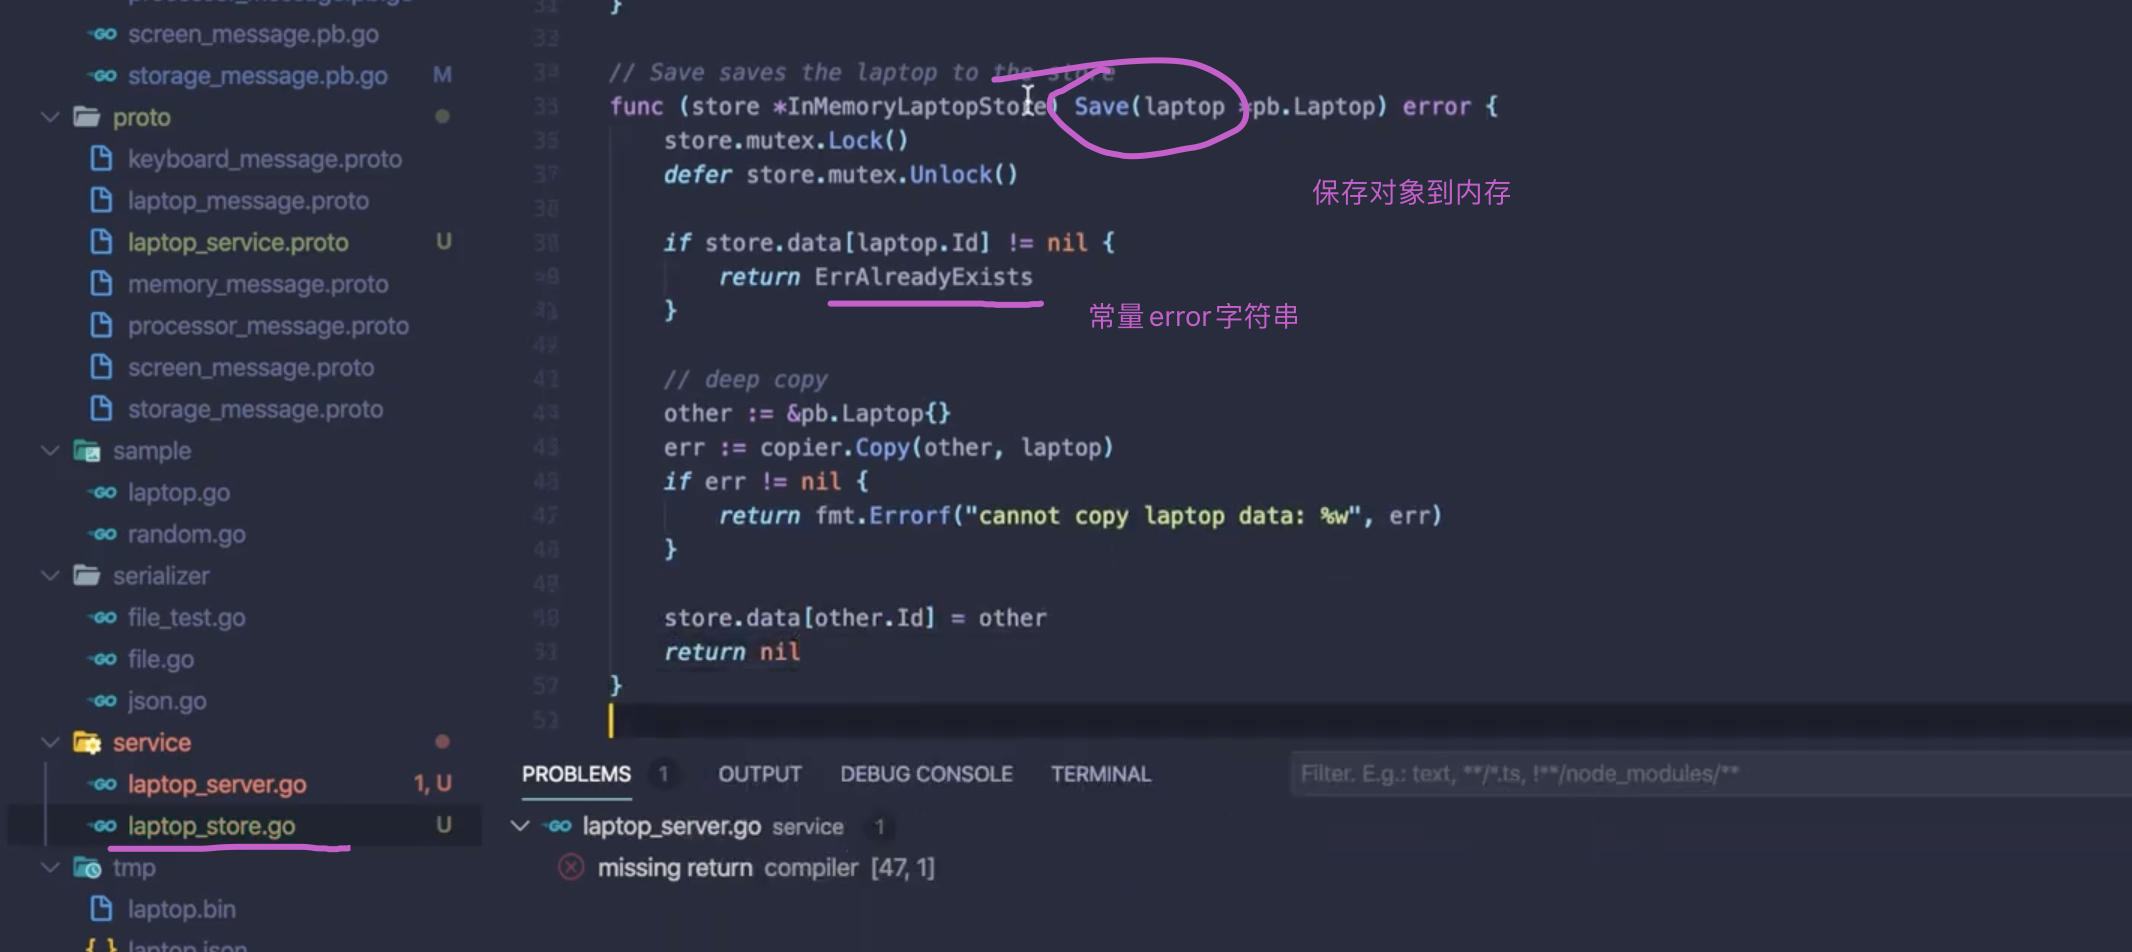 screen_message.pb.go
storage_message.pb.go M
proto
keyboard_message.proto
laptop_message.proto
laptop_service.proto U
memory_message.proto
processor_message.proto
screen_message.proto
storage_message.proto
sample
laptop.go
random.go
serializer
file_test.go
file.go
json.go
service
laptop_server.go 1, U
laptop_store.go U
tmp
laptop.bin
laptop.json
}
// Save saves the laptop to the store
func (store *InMemoryLaptopStore) Save(laptop *pb.Laptop) error {
store.mutex.Lock()
defer store.mutex.Unlock()
保存对象到内存
if store.data[laptop.Id] != nil {
return ErrAlreadyExists
常量error字符串
}
// deep copy
other := &pb.Laptop{}
err := copier.Copy(other, laptop)
if err != nil {
return fmt.Errorf("cannot copy laptop data: %w", err)
}
store.data[other.Id] = other
return nil
}
PROBLEMS 1 OUTPUT DEBUG CONSOLE TERMINAL
Filter. E.g.: text, **/*.ts, !**/node_modules/**
laptop_server.go service 1
missing return compiler [47, 1]